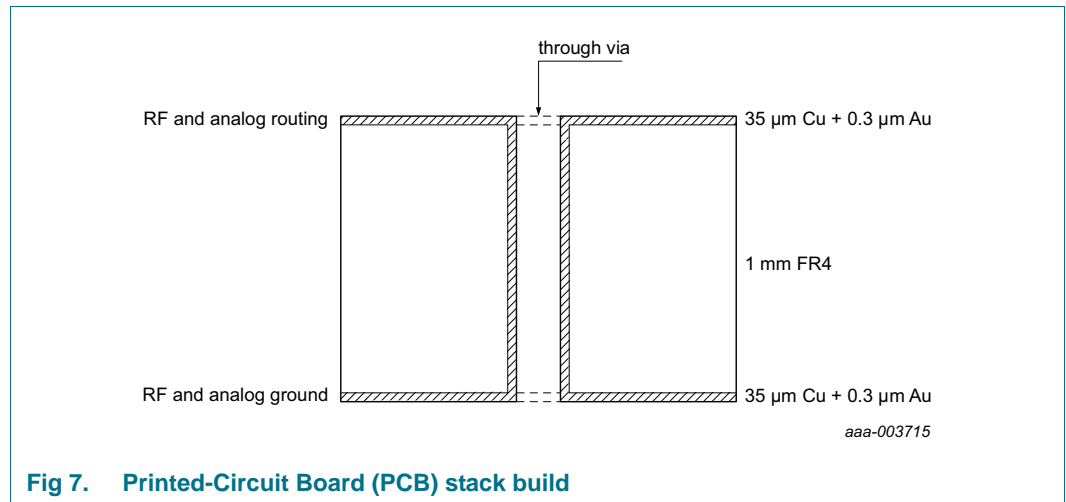 through via
RF and analog routing
35 µm Cu + 0.3 µm Au
1 mm FR4
RF and analog ground
35 µm Cu + 0.3 µm Au
aaa-003715
Fig 7. Printed-Circuit Board (PCB) stack build